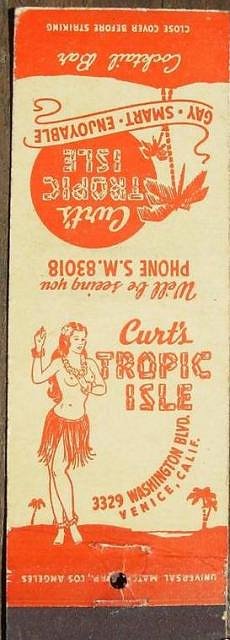 CLOSE COVER BEFORE STRIKING
Cocktail Bar
GAY · SMART · ENJOYABLE
Curt's
TROPIC
ISLE
We'll be seeing you
PHONE S.M. 83018
Curt's
TROPIC
ISLE
3329 WASHINGTON BLVD.
VENICE, CALIF.
UNIVERSAL MATCH CORP., LOS ANGELES